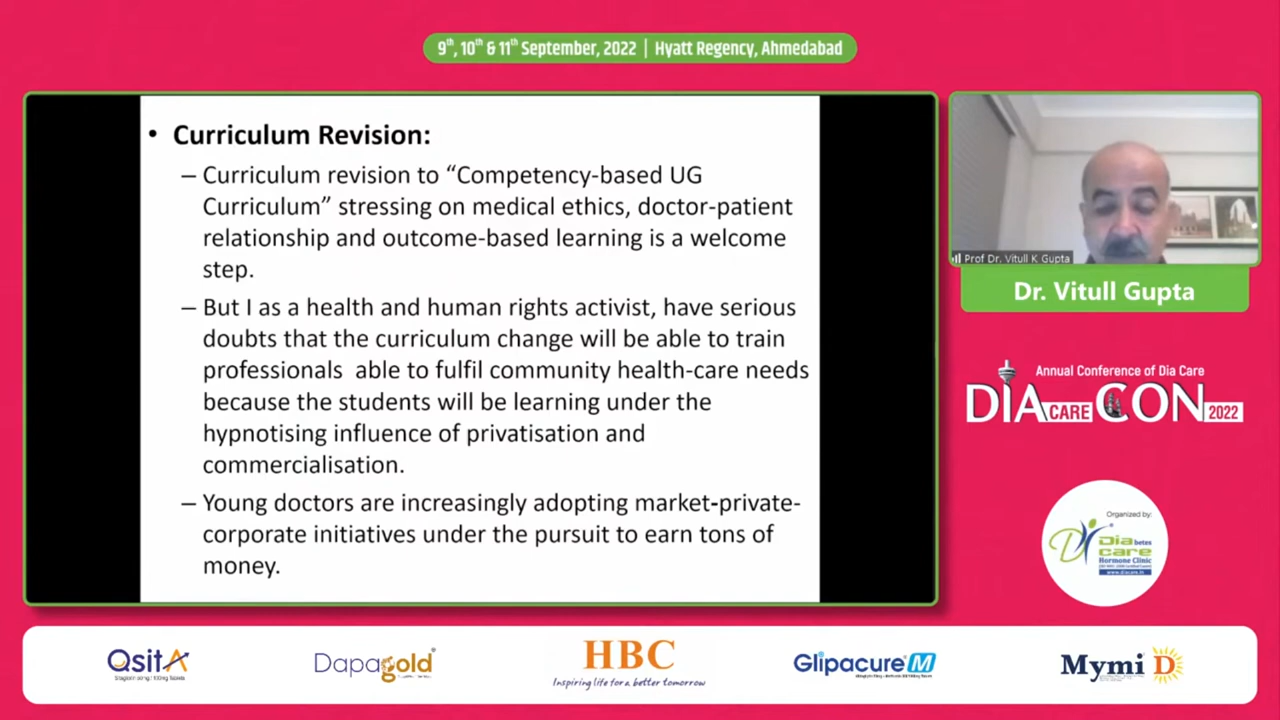 9th, 10th & 11th September, 2022 | Hyatt Regency, Ahmedabad
• Curriculum Revision:
– Curriculum revision to “Competency-based UG
Curriculum” stressing on medical ethics, doctor-patient
relationship and outcome-based learning is a welcome
step.
– But I as a health and human rights activist, have serious
doubts that the curriculum change will be able to train
professionals able to fulfil community health-care needs
because the students will be learning under the
hypnotising influence of privatisation and
commercialisation.
– Young doctors are increasingly adopting market-private-
corporate initiatives under the pursuit to earn tons of
money.
Prof Dr. Vitull K Gupta
Dr. Vitull Gupta
Annual Conference of Dia Care
DIA CARE CON 2022
Organized by:
Diabetes
care
Hormone Clinic
www.diacare.in
QsitA
Dapagold
HBC
Inspiring life for a better tomorrow
Glipacure M
Mymi D